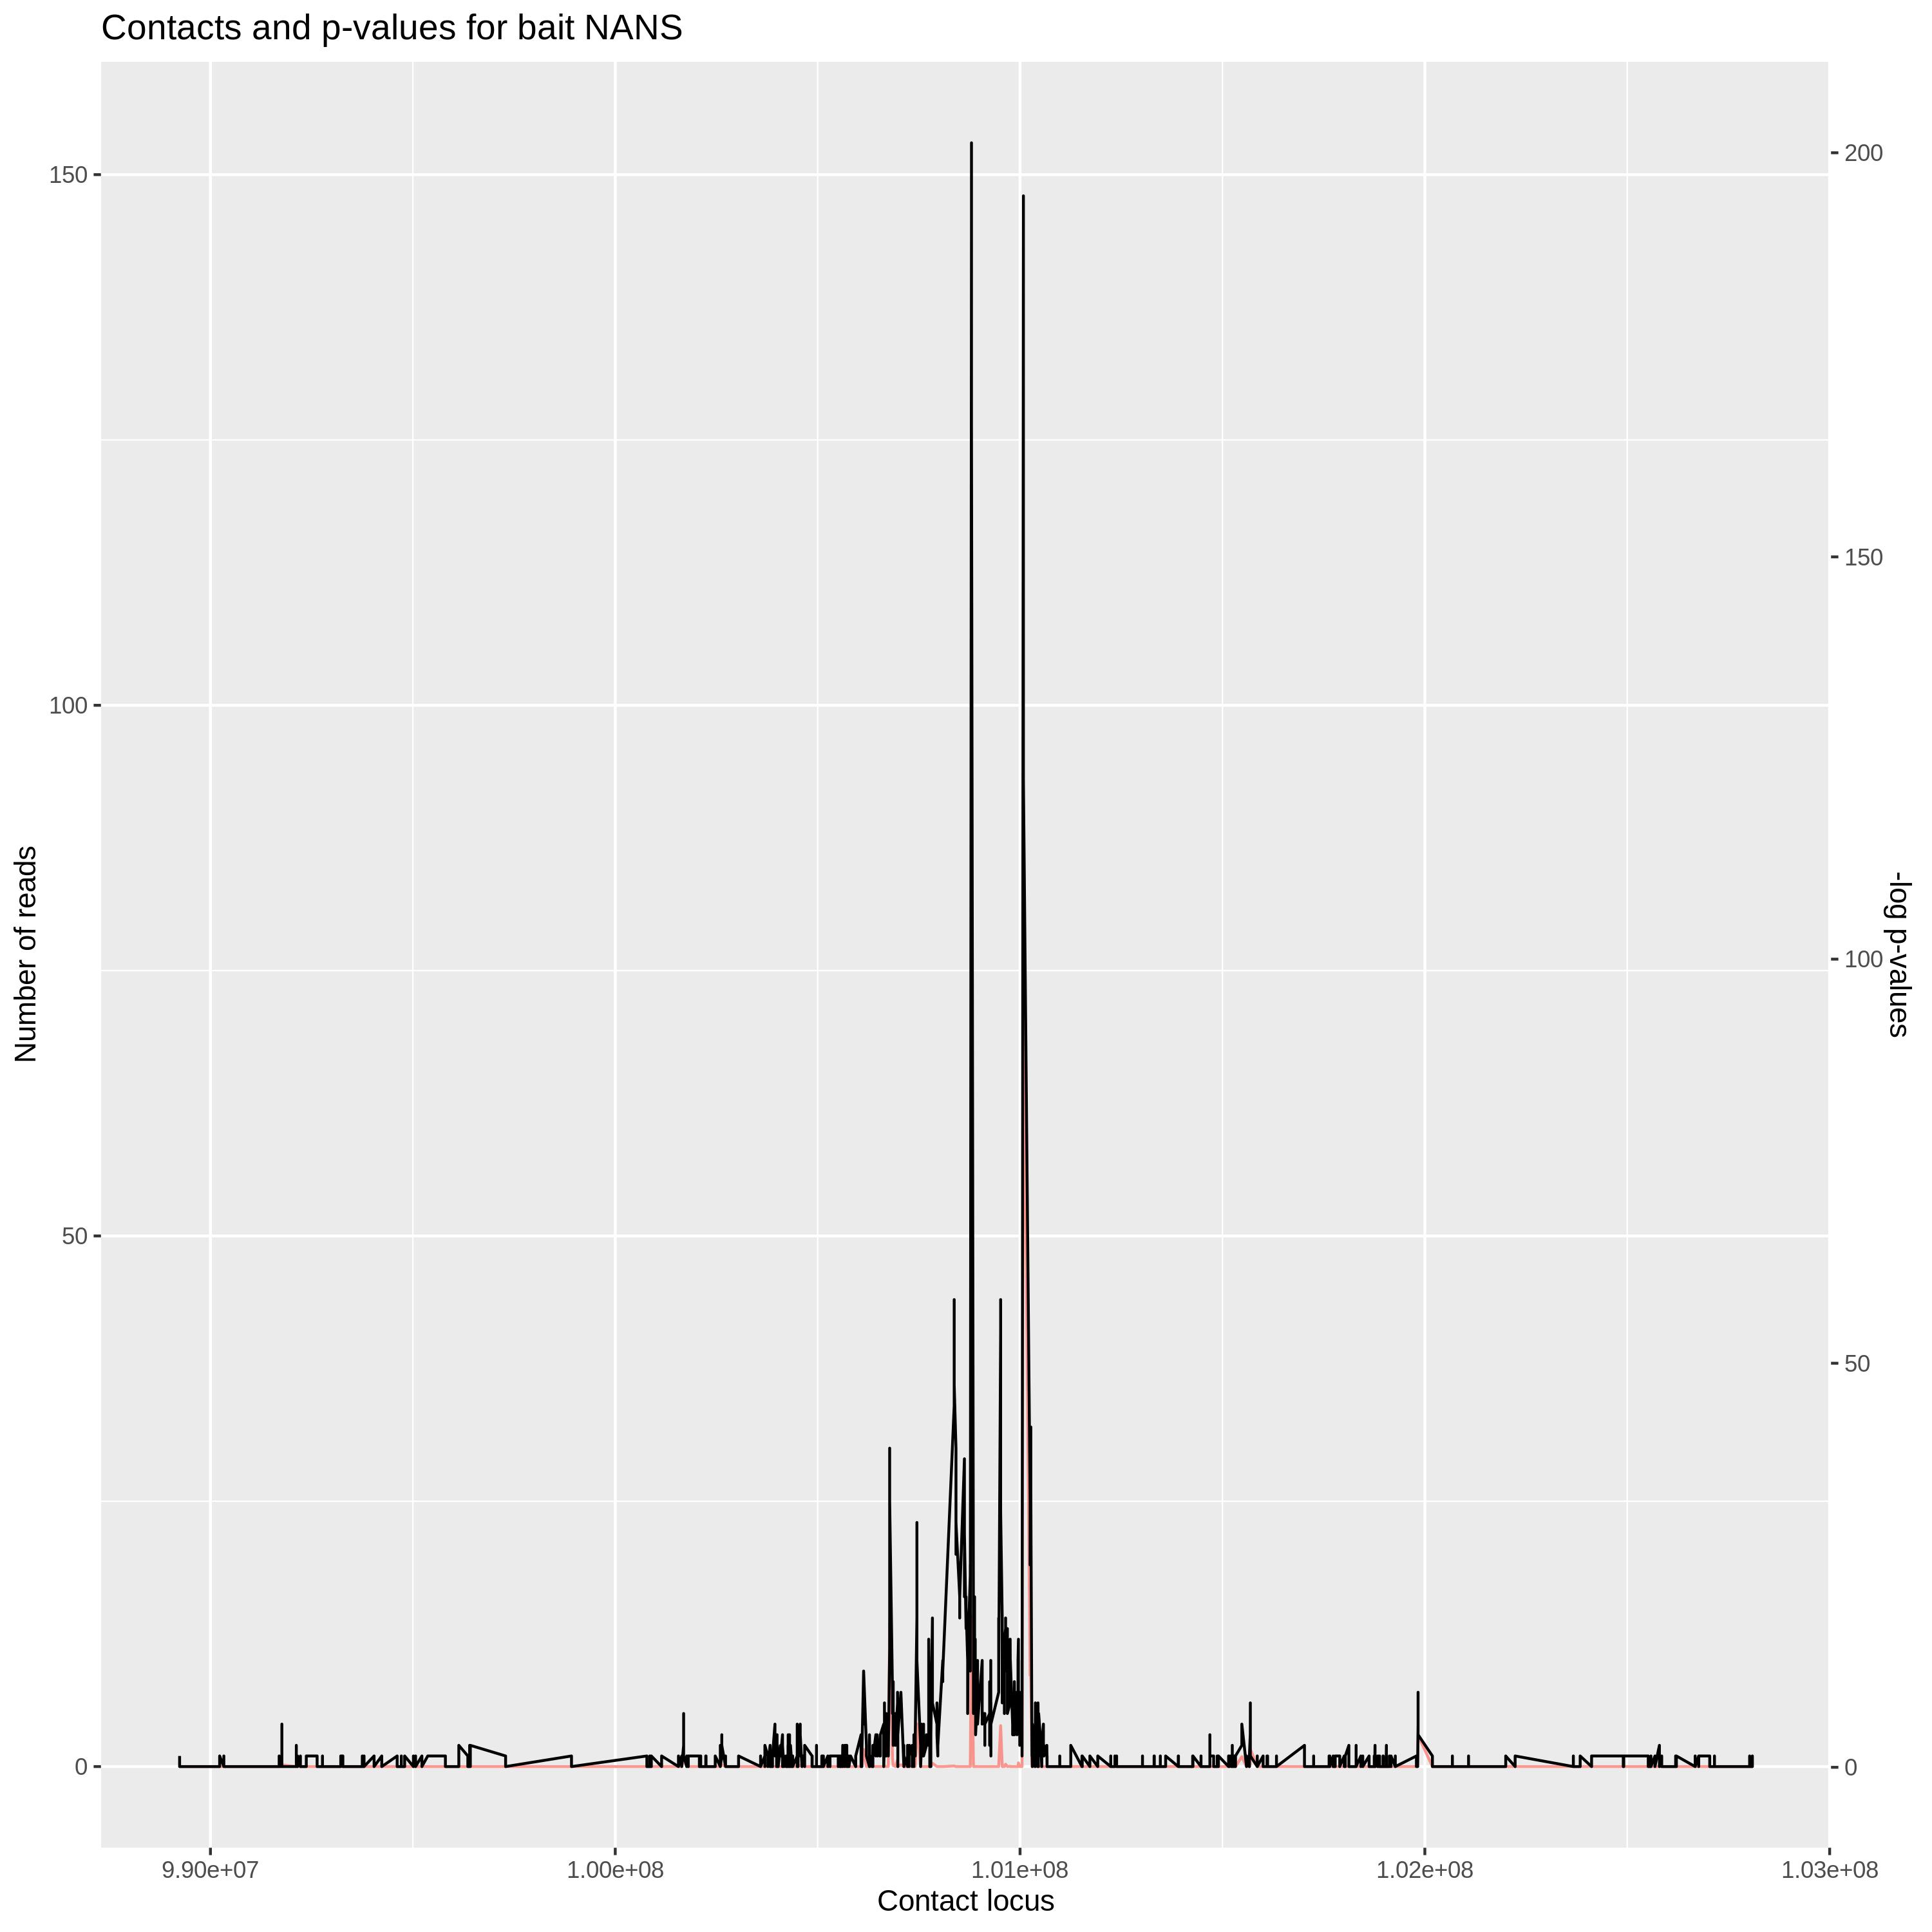 Contacts and p-values for bait NANS
150
100
50
0
Number of reads
200
150
100
50
0
-log p-values
9.90e+07
1.00e+08
1.01e+08
1.02e+08
1.03e+08
Contact locus